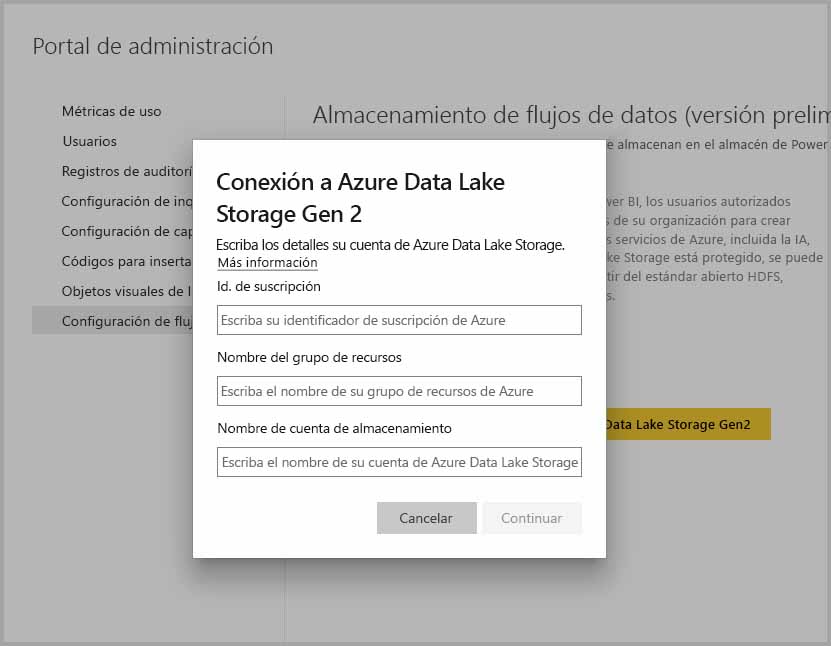 Portal de administración
Métricas de uso
Usuarios
Registros de auditorí
Configuración de inq
Configuración de cap
Códigos para inserta
Objetos visuales de
Configuración de fluj
Almacenamiento de flujos de datos (versión prelim
e almacenan en el almacén de Power
wer BI, los usuarios autorizados
s de su organización para crear
s servicios de Azure, incluida la IA,
ke Storage está protegido, se puede
tir del estándar abierto HDFS,
s.
Data Lake Storage Gen2
Conexión a Azure Data Lake
Storage Gen 2
Escriba los detalles su cuenta de Azure Data Lake Storage.
Más información
Id. de suscripción
Escriba su identificador de suscripción de Azure
Nombre del grupo de recursos
Escriba el nombre de su grupo de recursos de Azure
Nombre de cuenta de almacenamiento
Escriba el nombre de su cuenta de Azure Data Lake Storage
Cancelar
Continuar